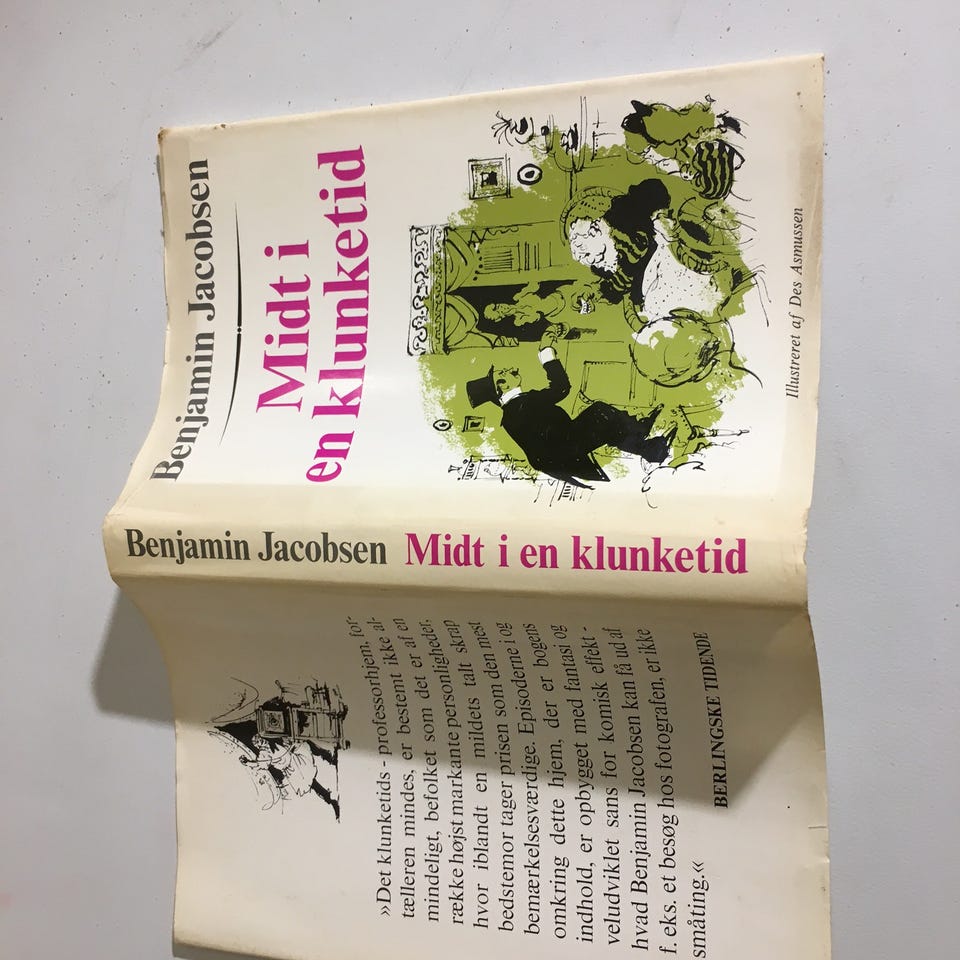 Benjamin Jacobsen
Midt i
en klunketid
Illustreret af Des Asmussen
Benjamin Jacobsen Midt i en klunketid
»Det klunketids - professorhjem, for-
tælleren mindes, er bestemt ikke al-
mindeligt, befolket som det er af en
række højst markante personligheder,
hvor iblandt en mildets talt skrap
bedstemor tager prisen som den mest
bemærkelsesværdige. Episoderne i og
omkring dette hjem, der er bogens
indhold, er opbygget med fantasi og
veludviklet sans for komisk effekt -
hvad Benjamin Jacobsen kan få ud af
f. eks. et besøg hos fotografen, er ikke
småting.«
BERLINGSKE TIDENDE